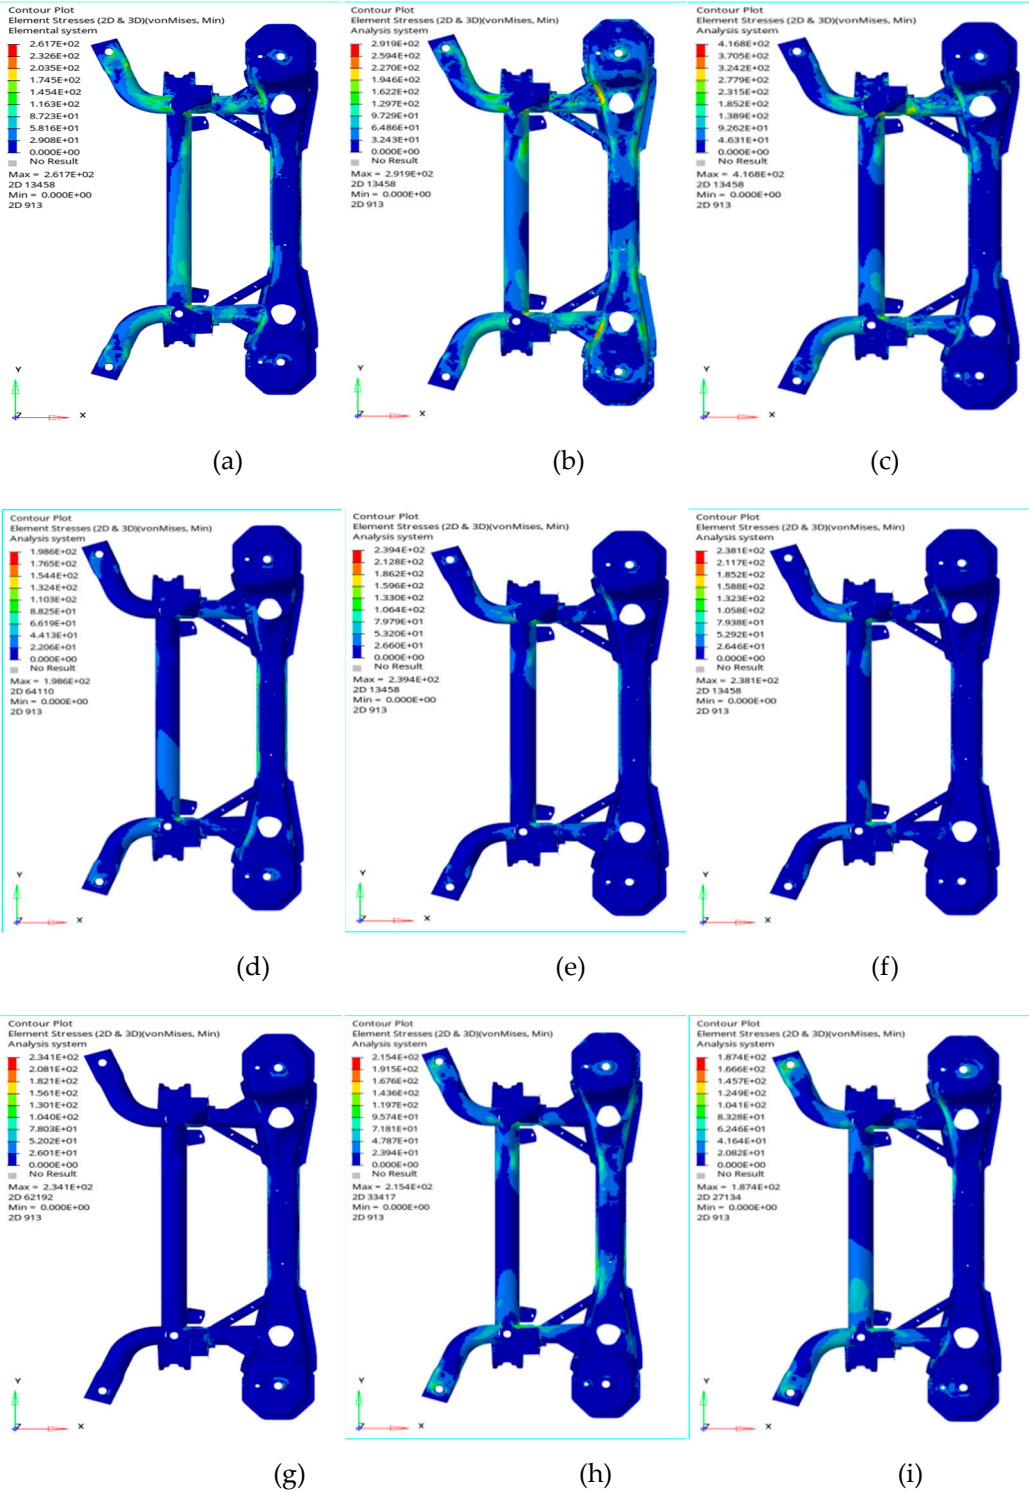 Contour Plot
Element Stresses (2D & 3D)(vonMises, Min)
Elemental system
2.617E+02
2.326E+02
2.035E+02
1.745E+02
1.454E+02
1.163E+02
8.723E+01
5.816E+01
2.908E+01
0.000E+00
No Result
Max = 2.617E+02
2D 13458
Min = 0.000E+00
2D 913
Y
Z
X
(a)
Contour Plot
Element Stresses (2D & 3D)(vonMises, Min)
Analysis system
2.919E+02
2.594E+02
2.270E+02
1.946E+02
1.622E+02
1.297E+02
9.729E+01
6.486E+01
3.243E+01
0.000E+00
No Result
Max = 2.919E+02
2D 13458
Min = 0.000E+00
2D 913
Y
Z
X
(b)
Contour Plot
Element Stresses (2D & 3D)(vonMises, Min)
Analysis system
4.168E+02
3.705E+02
3.242E+02
2.779E+02
2.315E+02
1.852E+02
1.389E+02
9.262E+01
4.631E+01
0.000E+00
No Result
Max = 4.168E+02
2D 13458
Min = 0.000E+00
2D 913
Y
Z
X
(c)
Contour Plot
Element Stresses (2D & 3D)(vonMises, Min)
Analysis system
1.986E+02
1.765E+02
1.544E+02
1.324E+02
1.103E+02
8.825E+01
6.619E+01
4.413E+01
2.206E+01
0.000E+00
No Result
Max = 1.986E+02
2D 64110
Min = 0.000E+00
2D 913
Y
Z
X
(d)
Contour Plot
Element Stresses (2D & 3D)(vonMises, Min)
Analysis system
2.394E+02
2.128E+02
1.862E+02
1.596E+02
1.330E+02
1.064E+02
7.979E+01
5.320E+01
2.660E+01
0.000E+00
No Result
Max = 2.394E+02
2D 13458
Min = 0.000E+00
2D 913
Y
Z
X
(e)
Contour Plot
Element Stresses (2D & 3D)(vonMises, Min)
Analysis system
2.381E+02
2.117E+02
1.852E+02
1.588E+02
1.323E+02
1.058E+02
7.938E+01
5.292E+01
2.646E+01
0.000E+00
No Result
Max = 2.381E+02
2D 13458
Min = 0.000E+00
2D 913
Y
Z
X
(f)
Contour Plot
Element Stresses (2D & 3D)(vonMises, Min)
Analysis system
2.341E+02
2.081E+02
1.821E+02
1.561E+02
1.301E+02
1.040E+02
7.803E+01
5.202E+01
2.601E+01
0.000E+00
No Result
Max = 2.341E+02
2D 62192
Min = 0.000E+00
2D 913
Y
Z
X
(g)
Contour Plot
Element Stresses (2D & 3D)(vonMises, Min)
Analysis system
2.154E+02
1.915E+02
1.676E+02
1.436E+02
1.197E+02
9.574E+01
7.181E+01
4.787E+01
2.394E+01
0.000E+00
No Result
Max = 2.154E+02
2D 33417
Min = 0.000E+00
2D 913
Y
Z
X
(h)
Contour Plot
Element Stresses (2D & 3D)(vonMises, Min)
Analysis system
1.874E+02
1.666E+02
1.457E+02
1.249E+02
1.041E+02
8.328E+01
6.246E+01
4.164E+01
2.082E+01
0.000E+00
No Result
Max = 1.874E+02
2D 27134
Min = 0.000E+00
2D 913
Y
Z
X
(i)